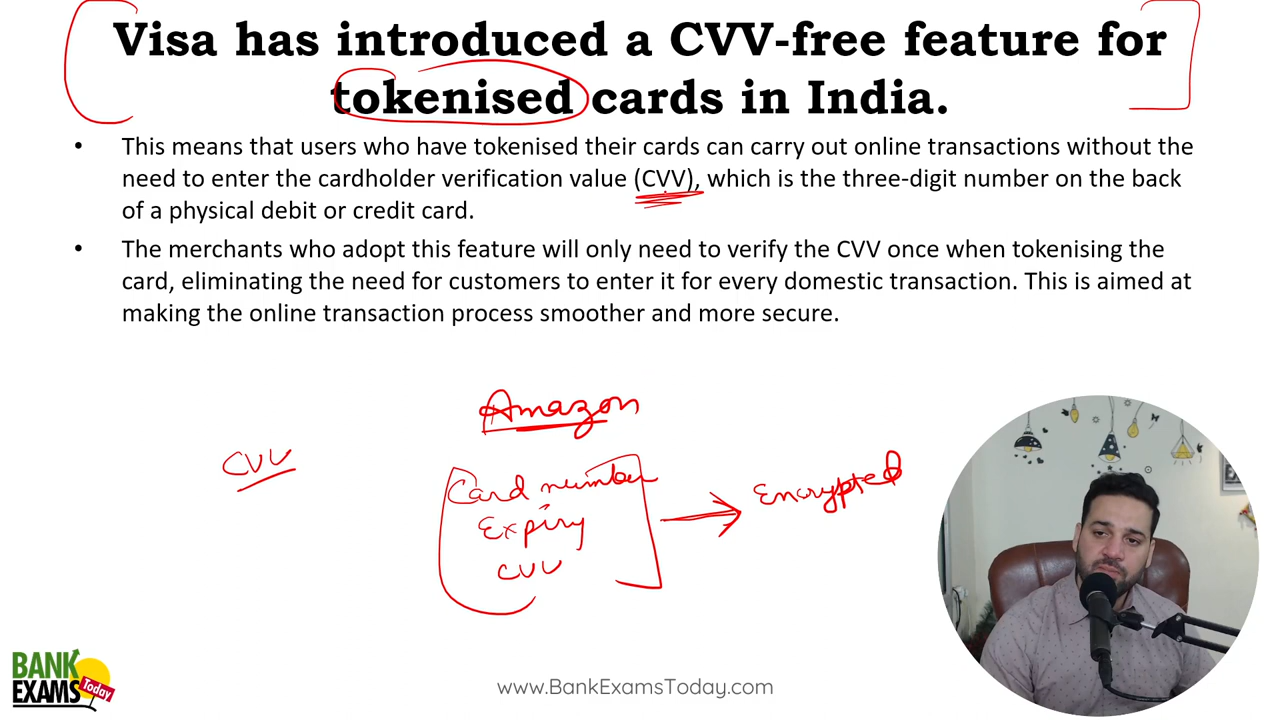 Visa has introduced a CVV-free feature for
tokenised cards in India.
• This means that users who have tokenised their cards can carry out online transactions without the
need to enter the cardholder verification value (CVV), which is the three-digit number on the back
of a physical debit or credit card.
• The merchants who adopt this feature will only need to verify the CVV once when tokenising the
card, eliminating the need for customers to enter it for every domestic transaction. This is aimed at
making the online transaction process smoother and more secure.
Amazon
CVV
Card number
Expiry
CVV
Encrypted
BANK
EXAMS
Today
www.BankExamsToday.com